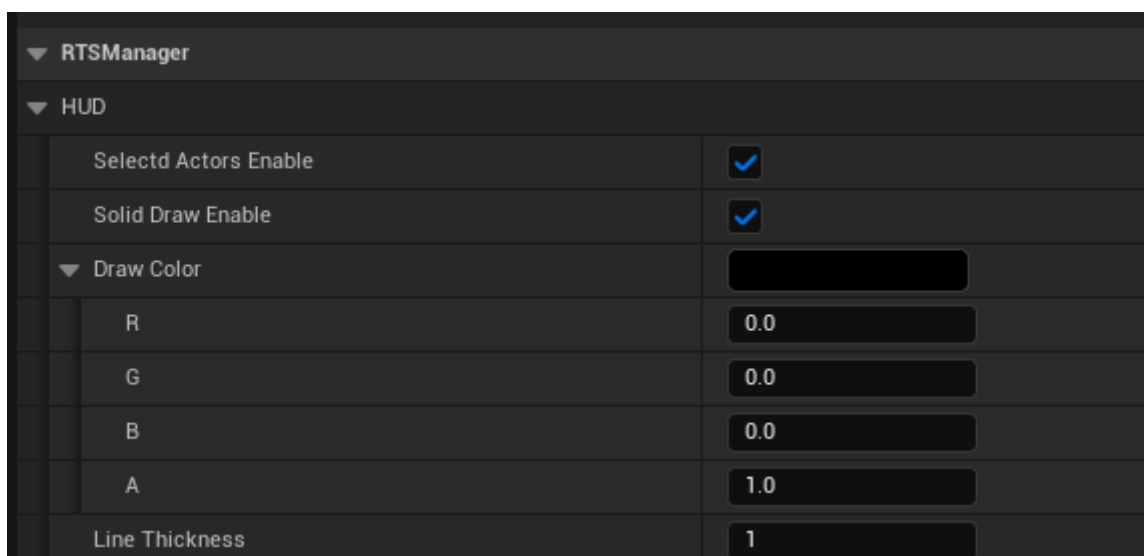 RTSManager
HUD
Selectd Actors Enable
Solid Draw Enable
Draw Color
R 0.0
G 0.0
B 0.0
A 1.0
Line Thickness 1